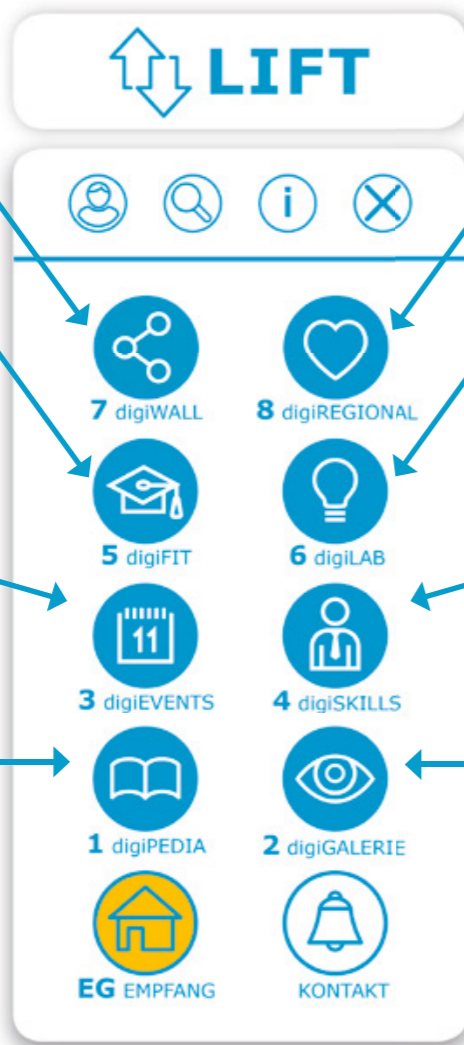 LIFT
i
7 digiWALL
8 digiREGIONAL
5 digiFIT
6 digiLAB
11
3 digiEVENTS
4 digiSKILLS
1 digiPEDIA
2 digiGALERIE
EG EMPFANG
KONTAKT